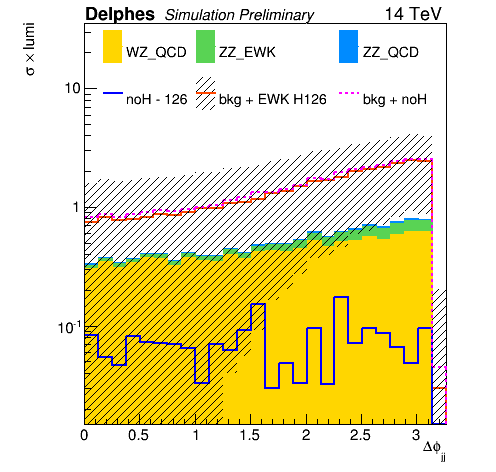 Delphes Simulation Preliminary 14 TeV
σ × lumi
WZ_QCD ZZ_EWK ZZ_QCD
noH - 126 bkg + EWK H126 bkg + noH
10
1
10⁻¹
0 0.5 1 1.5 2 2.5 3
Δϕjj